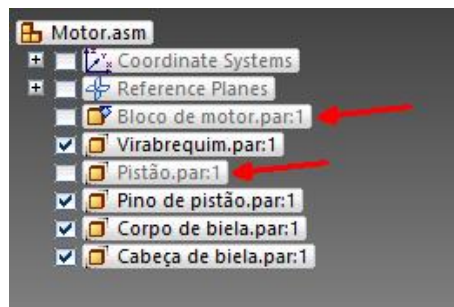 Motor.asm
Coordinate Systems
Reference Planes
Bloco de motor.par:1
Virabrequim.par:1
Pistão.par:1
Pino de pistão.par:1
Corpo de biela.par:1
Cabeça de biela.par:1